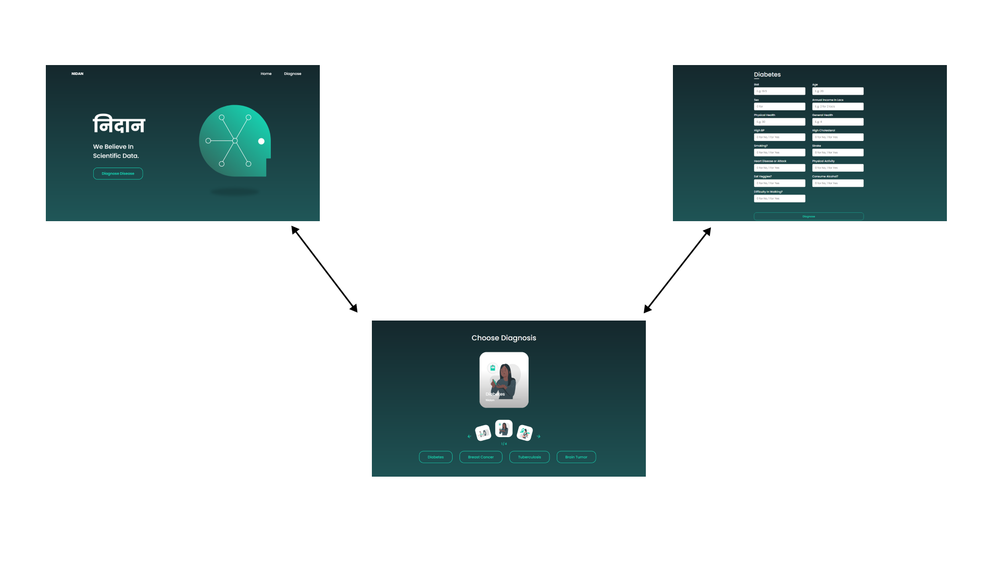 NIDAN
Home
Diagnose
निदान
We Believe In
Scientific Data.
Diagnose Disease
Diabetes
BMI
Age
E.g: 19.5
E.g: 20
Sex
Annual Income In Lacs
0 for
E.g: 2 for 2 lacs
Physical Health
General Health
E.g: 30
E.g: 4
High BP
High Cholesterol
0 for No, 1 for Yes
0 for No, 1 for Yes
Smoking?
Stroke
0 for No, 1 for Yes
0 for No, 1 for Yes
Heart Disease or Attack
Physical Activity
0 for No, 1 for Yes
0 for No, 1 for Yes
Eat Veggies?
Consume Alcohol?
0 for No, 1 for Yes
0 for No, 1 for Yes
Difficulty In Walking?
0 for No, 1 for Yes
Diagnose
Choose Diagnosis
Diabetes
Nidan
1 / 4
Diabetes
Breast Cancer
Tuberculosis
Brain Tumor